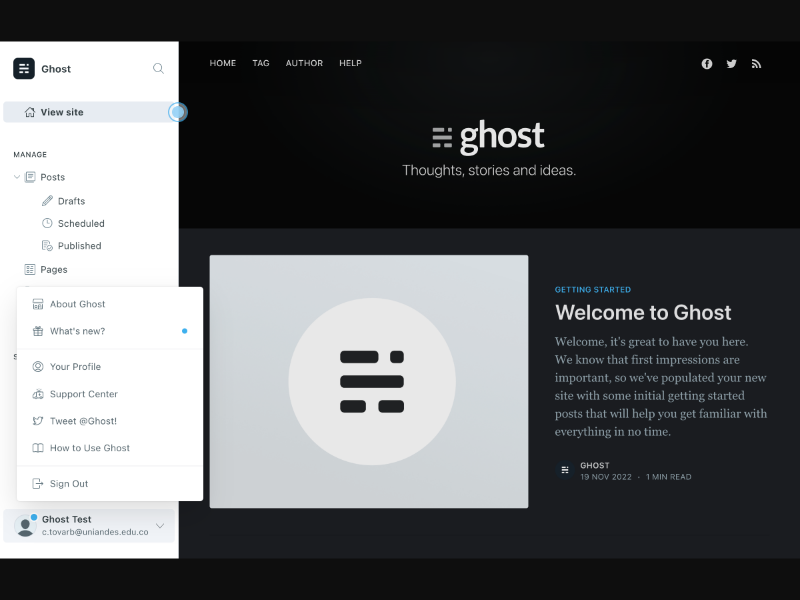 Ghost
View site
MANAGE
Posts
Drafts
Scheduled
Published
Pages
About Ghost
What's new?
Your Profile
Support Center
Tweet @Ghost!
How to Use Ghost
Sign Out
Ghost Test
c.tovarb@uniandes.edu.co
HOME TAG AUTHOR HELP
ghost
Thoughts, stories and ideas.
GETTING STARTED
Welcome to Ghost
Welcome, it's great to have you here.
We know that first impressions are
important, so we've populated your new
site with some initial getting started
posts that will help you get familiar with
everything in no time.
GHOST
19 NOV 2022 - 1 MIN READ